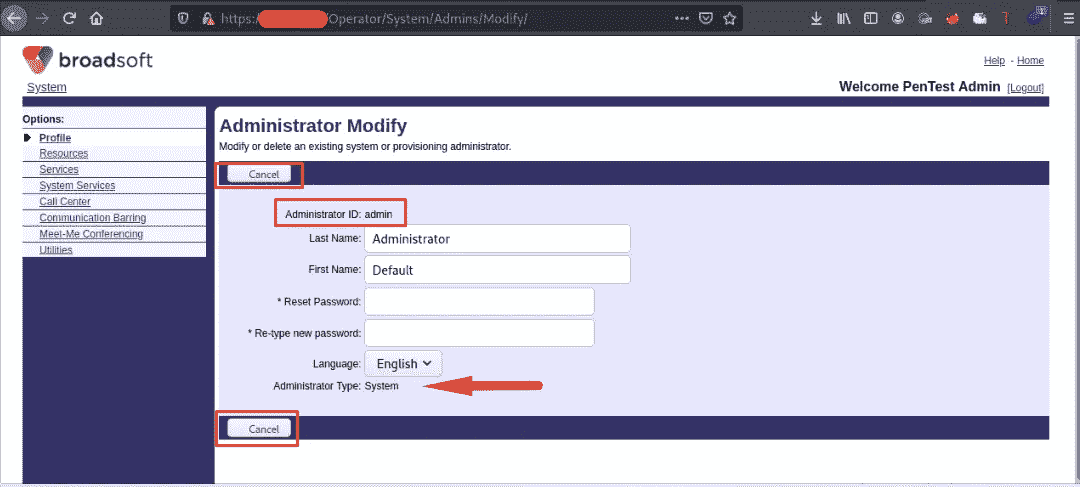 https:/ /Operator/System/Admins/Modify/
broadsoft
Help - Home
System
Welcome PenTest Admin [Logout]
Options:
Profile
Resources
Services
System Services
Call Center
Communication Barring
Meet-Me Conferencing
Utilities
Administrator Modify
Modify or delete an existing system or provisioning administrator.
Cancel
Administrator ID: admin
Last Name: Administrator
First Name: Default
* Reset Password:
* Re-type new password:
Language: English
Administrator Type: System
Cancel